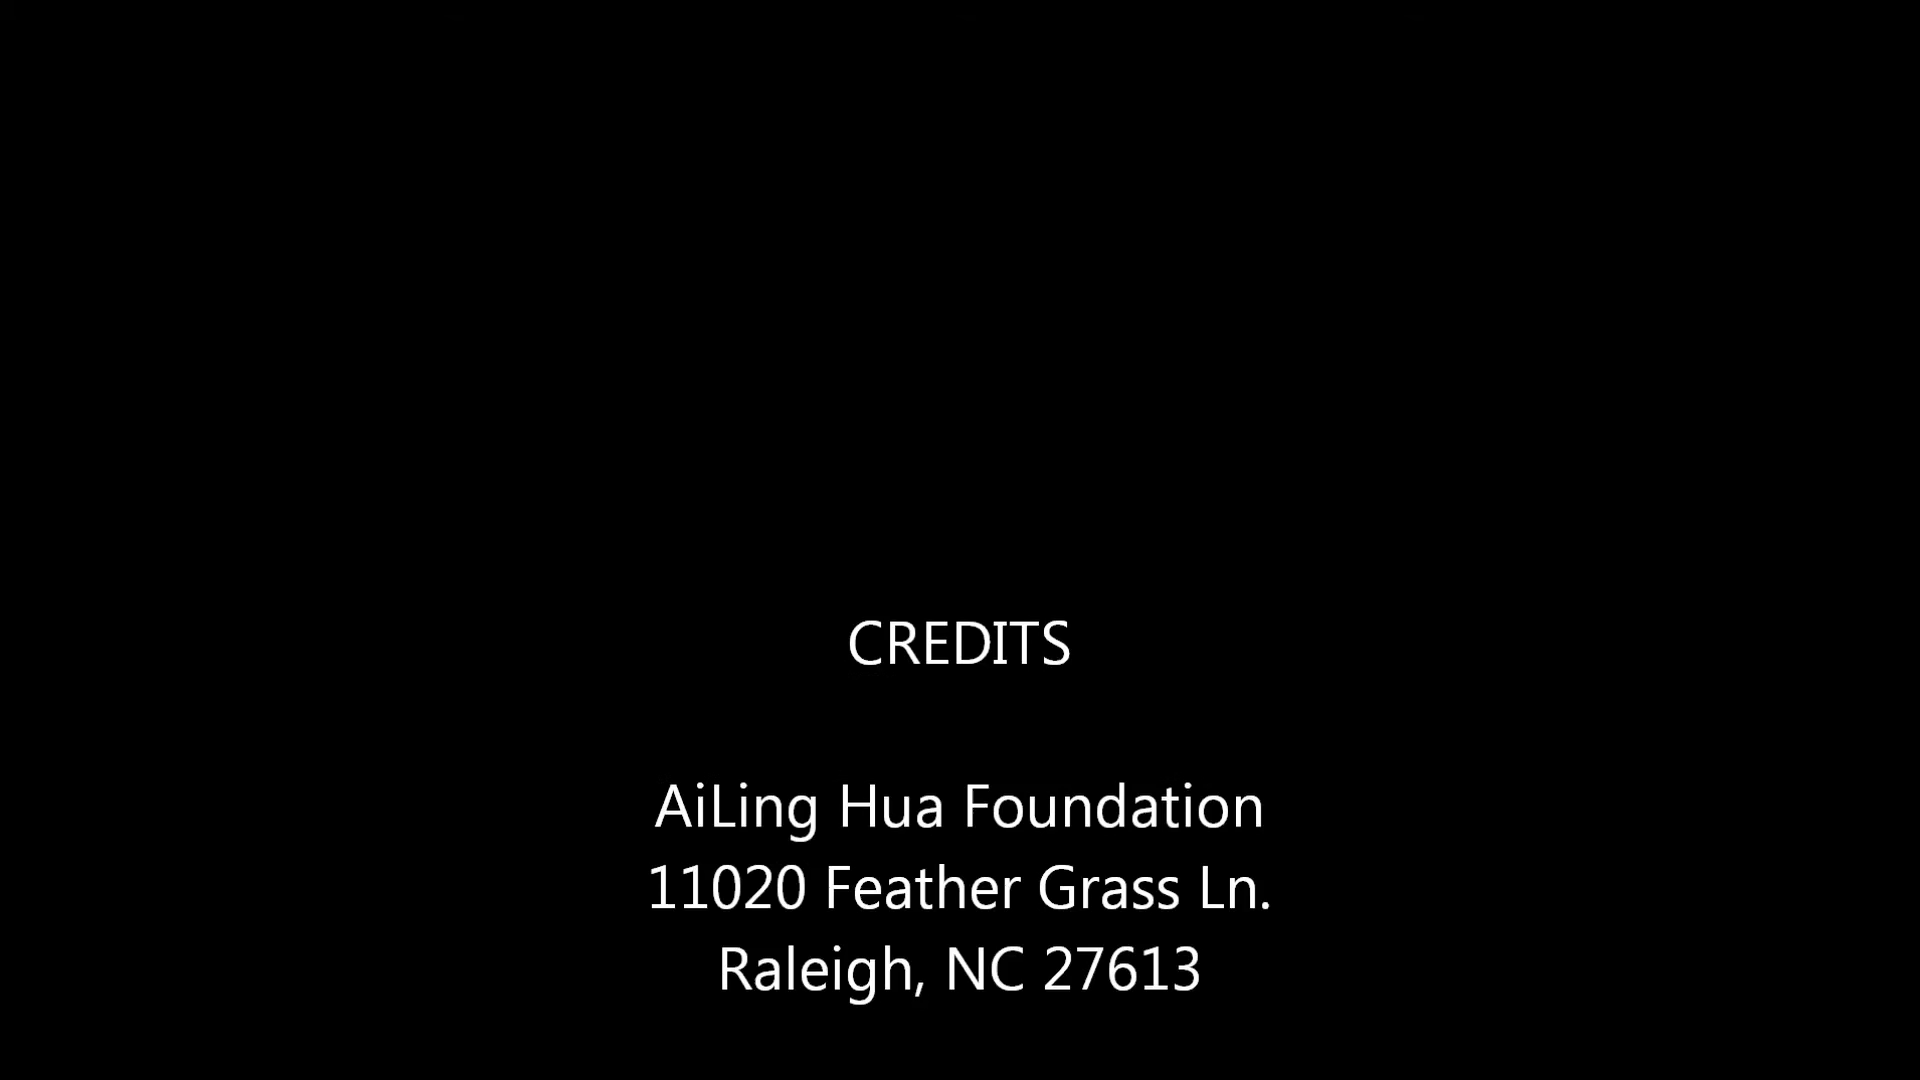 CREDITS
AiLing Hua Foundation
11020 Feather Grass Ln.
Raleigh, NC 27613